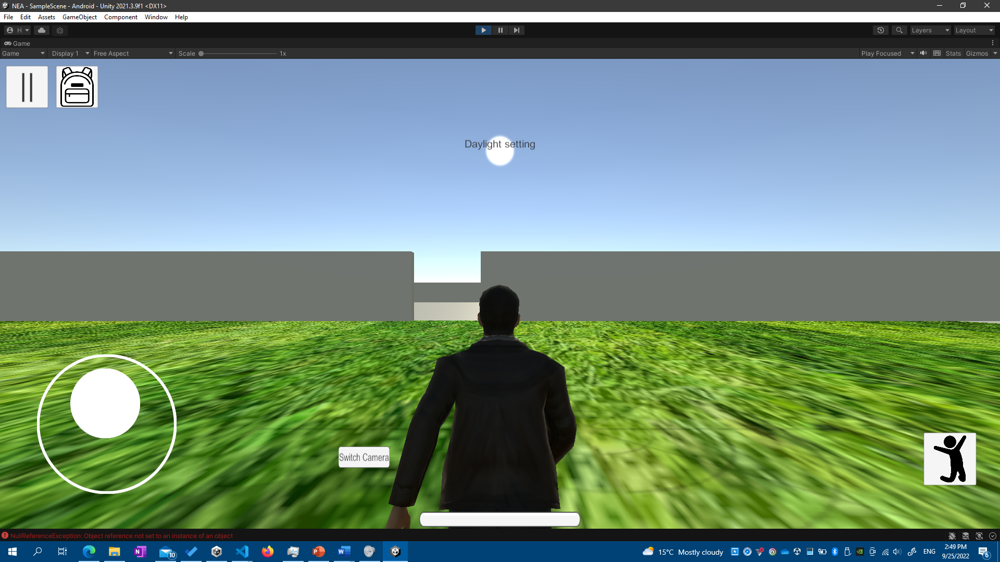 NEA - SampleScene - Android - Unity 2021.3.9f1 <DX11>
File Edit Assets GameObject Component Window Help
H
Layers Layout
Game
Game Display 1 Free Aspect Scale 1x Play Focused Stats Gizmos
Daylight setting
Switch Camera
NullReferenceException: Object reference not set to an instance of an object
10 15°C Mostly cloudy ENG 2:49 PM 6
9/25/2022